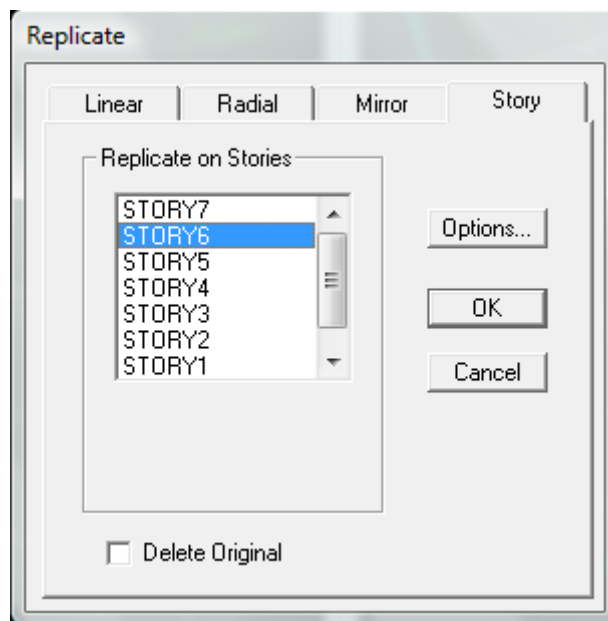 Replicate
Linear Radial Mirror Story
Replicate on Stories
STORY7
STORY6
STORY5
STORY4
STORY3
STORY2
STORY1
Options...
OK
Cancel
Delete Original